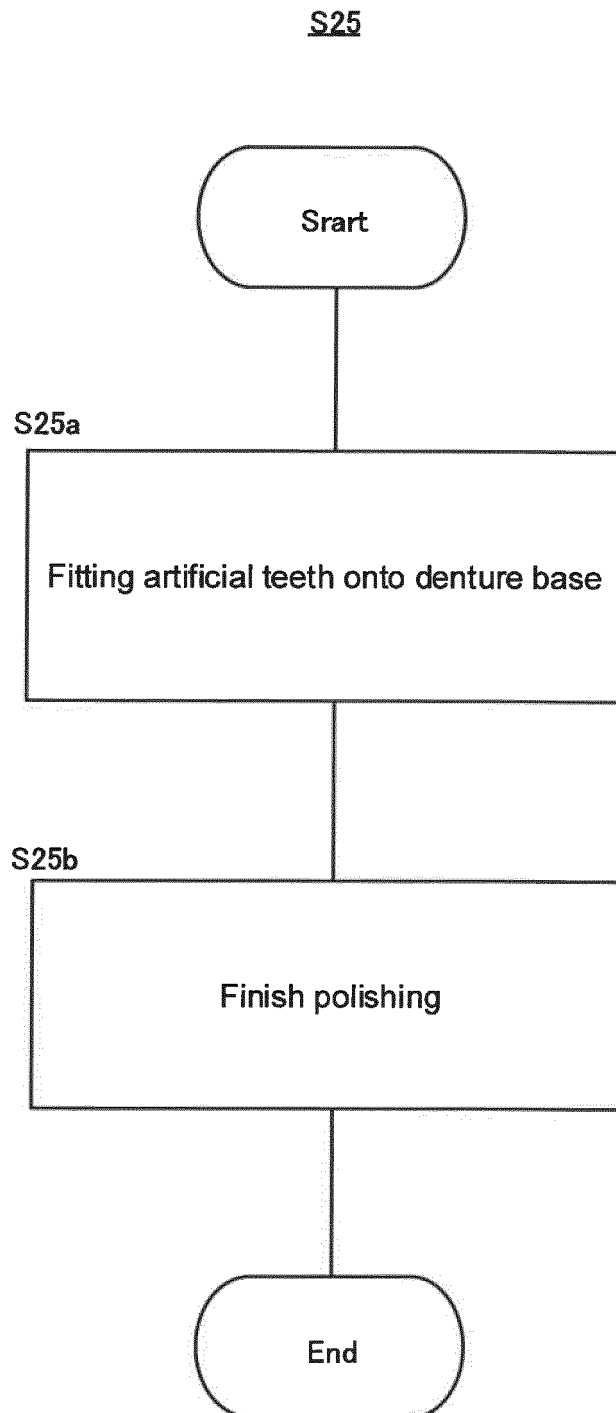 S25
Srart
S25a
Fitting artificial teeth onto denture base
S25b
Finish polishing
End